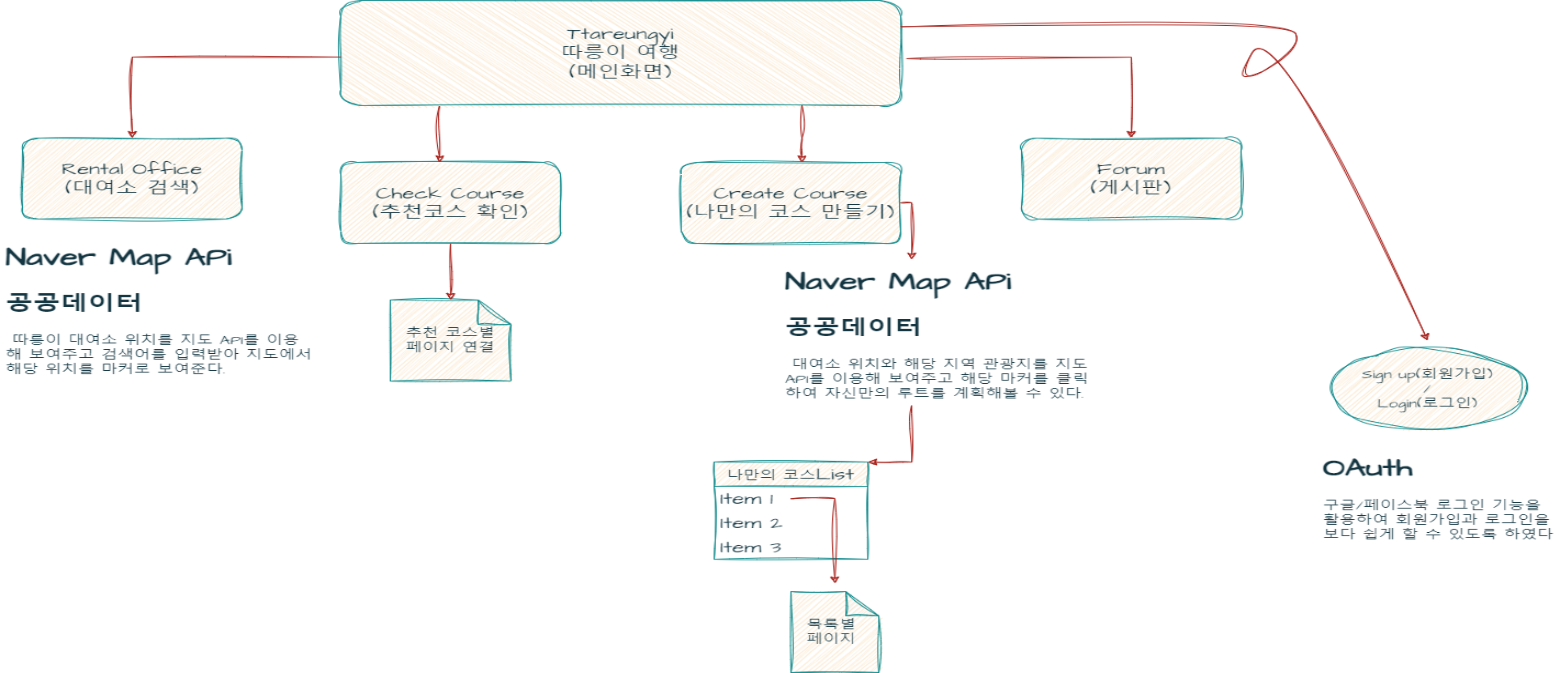 Ttareungyi
따릉이 여행
(메인화면)
Rental Office
(대여소 검색)
Naver Map APi
공공데이터
따릉이 대여소 위치를 지도 APi를 이용
해 보여주고 검색어를 입력받아 지도에서
해당 위치를 마커로 보여준다.
Check Course
(추천코스 확인)
추천 코스별
페이지 연결
Create Course
(나만의 코스 만들기)
Naver Map APi
공공데이터
대여소 위치와 해당 지역 관광지를 지도
APi를 이용해 보여주고 해당 마커를 클릭
하여 자신만의 루트를 계획해볼 수 있다.
나만의 코스List
Item 1
Item 2
Item 3
목록별
페이지
Forum
(게시판)
Sign up(회원가입)
/
Login(로그인)
OAuth
구글/페이스북 로그인 기능을
활용하여 회원가입과 로그인을
보다 쉽게 할 수 있도록 하였다